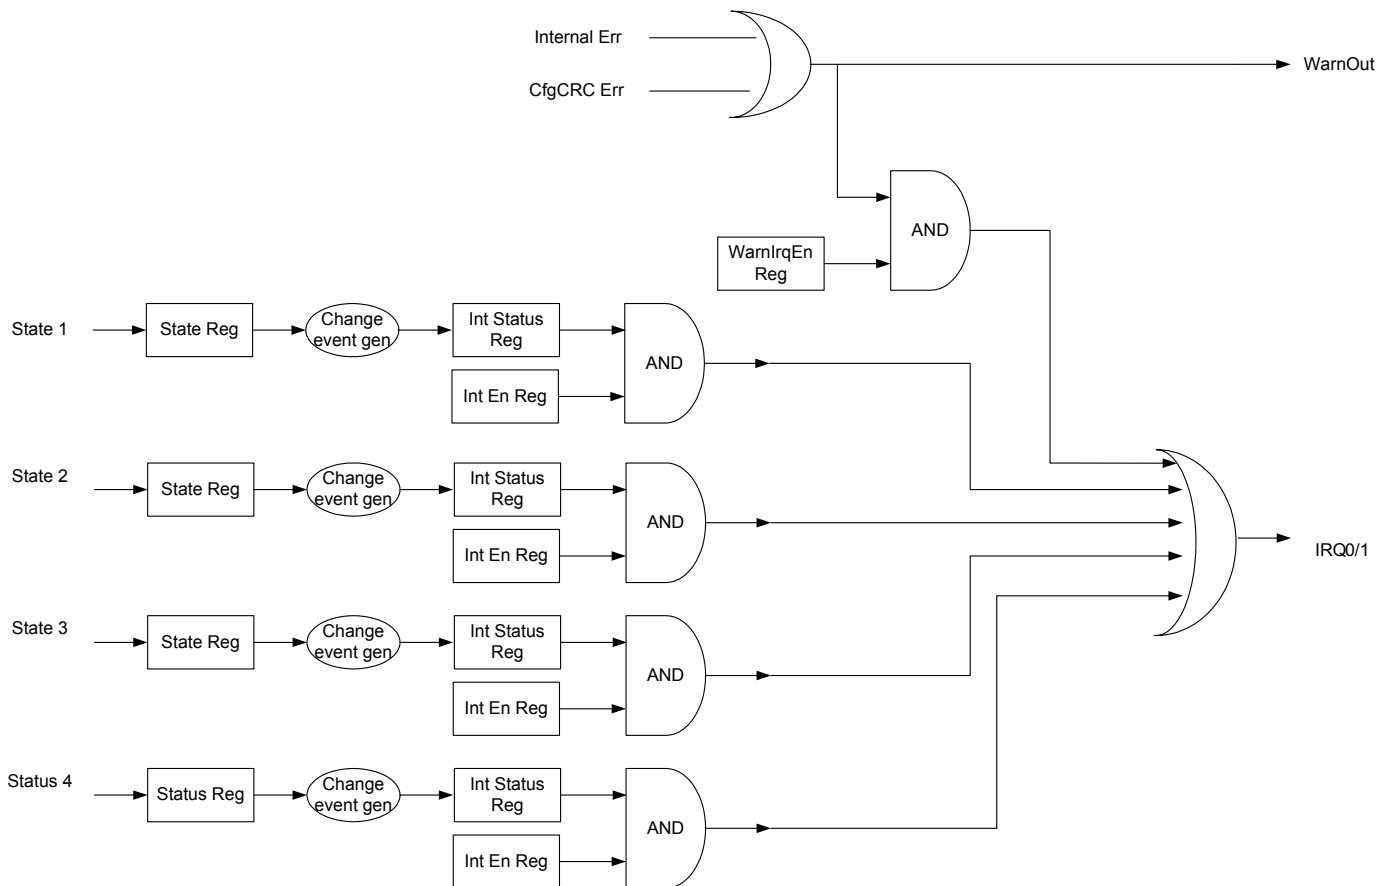 Internal Err
WarnOut
CfgCRC Err
AND
WarnIrqEn
Reg
State 1
State Reg
Change
event gen
Int Status
Reg
AND
Int En Reg
State 2
State Reg
Change
event gen
Int Status
Reg
AND
Int En Reg
IRQ0/1
State 3
State Reg
Change
event gen
Int Status
Reg
AND
Int En Reg
Status 4
Status Reg
Change
event gen
Int Status
Reg
AND
Int En Reg